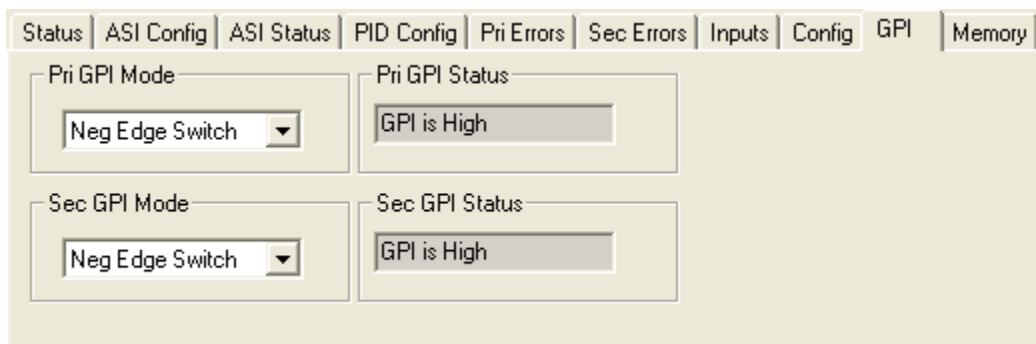 Status ASI Config ASI Status PID Config Pri Errors Sec Errors Inputs Config GPI Memory
Pri GPI Mode Pri GPI Status
Neg Edge Switch GPI is High
Sec GPI Mode Sec GPI Status
Neg Edge Switch GPI is High